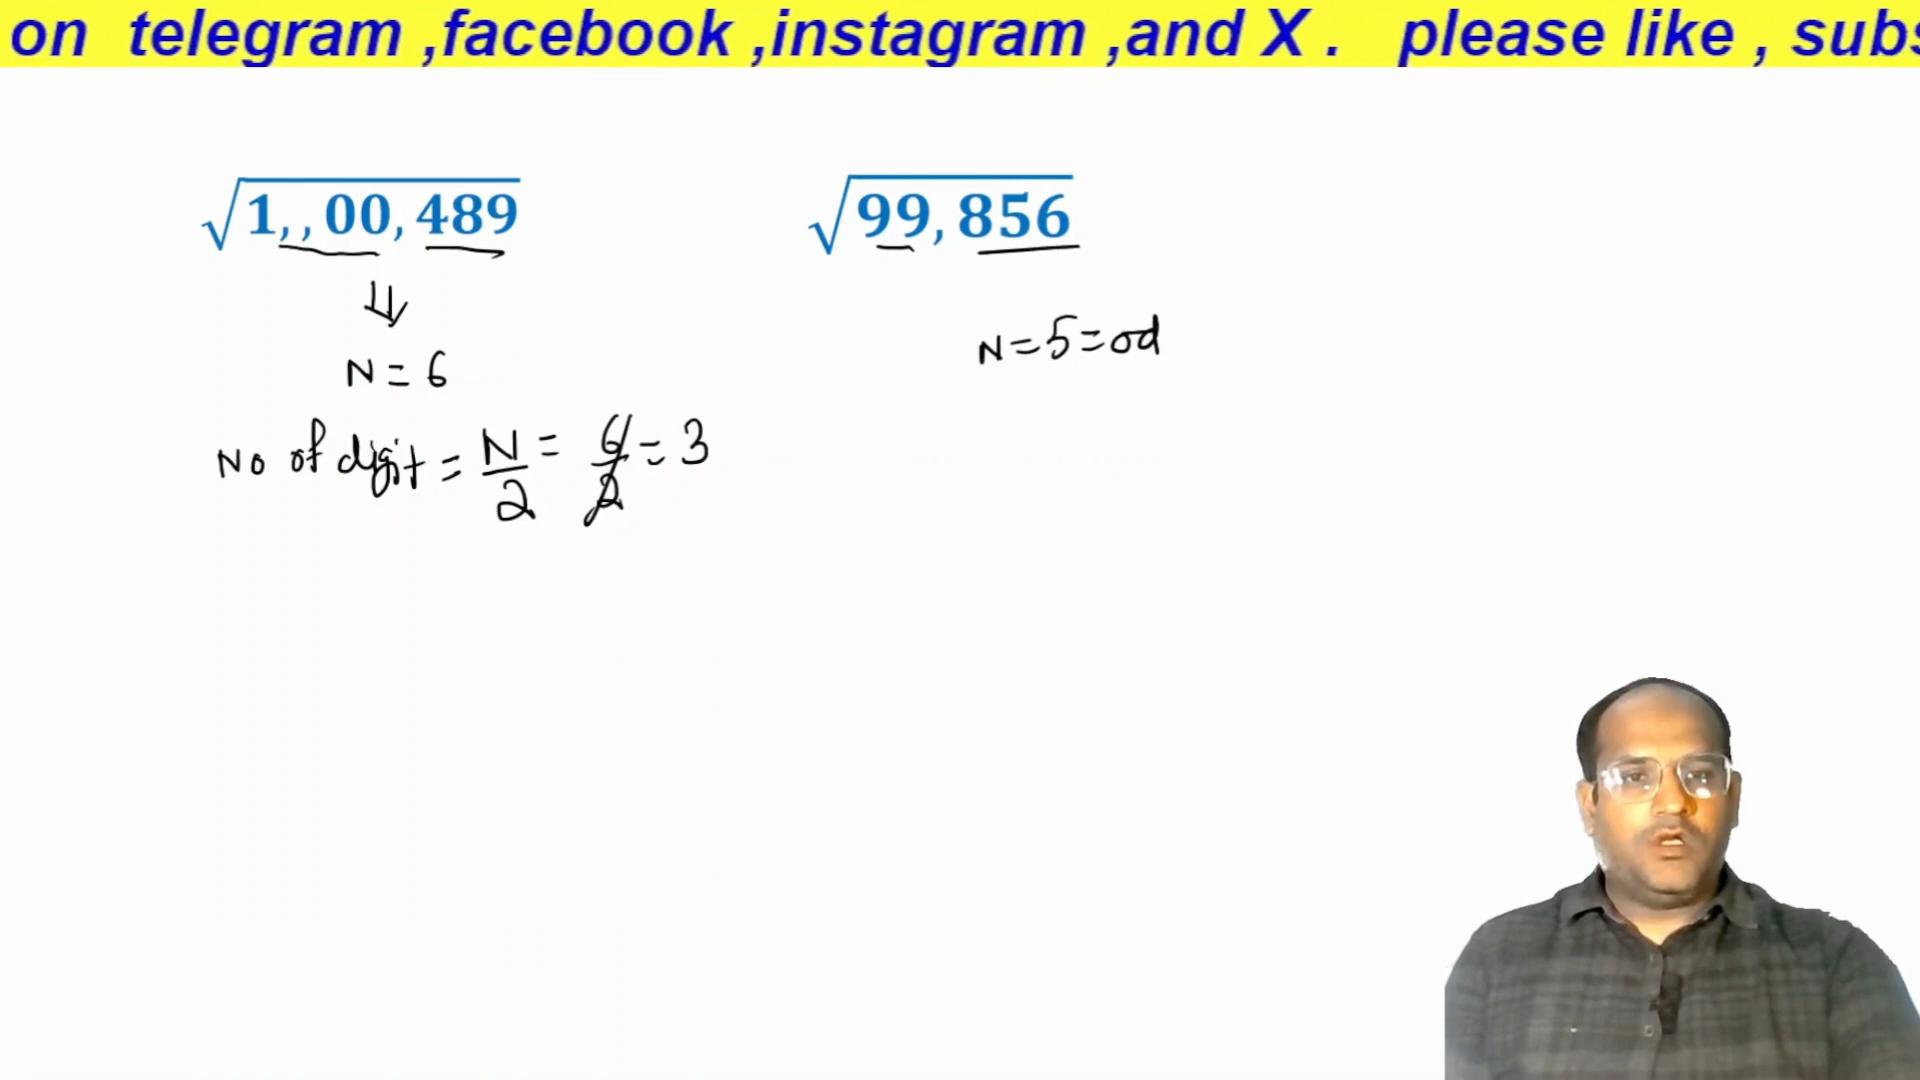 on telegram ,facebook ,instagram ,and X . please like , subs
√1,,00,489
√99,856
N = 6
N = 5 = od
No of digit = N/2 = 6/2 = 3